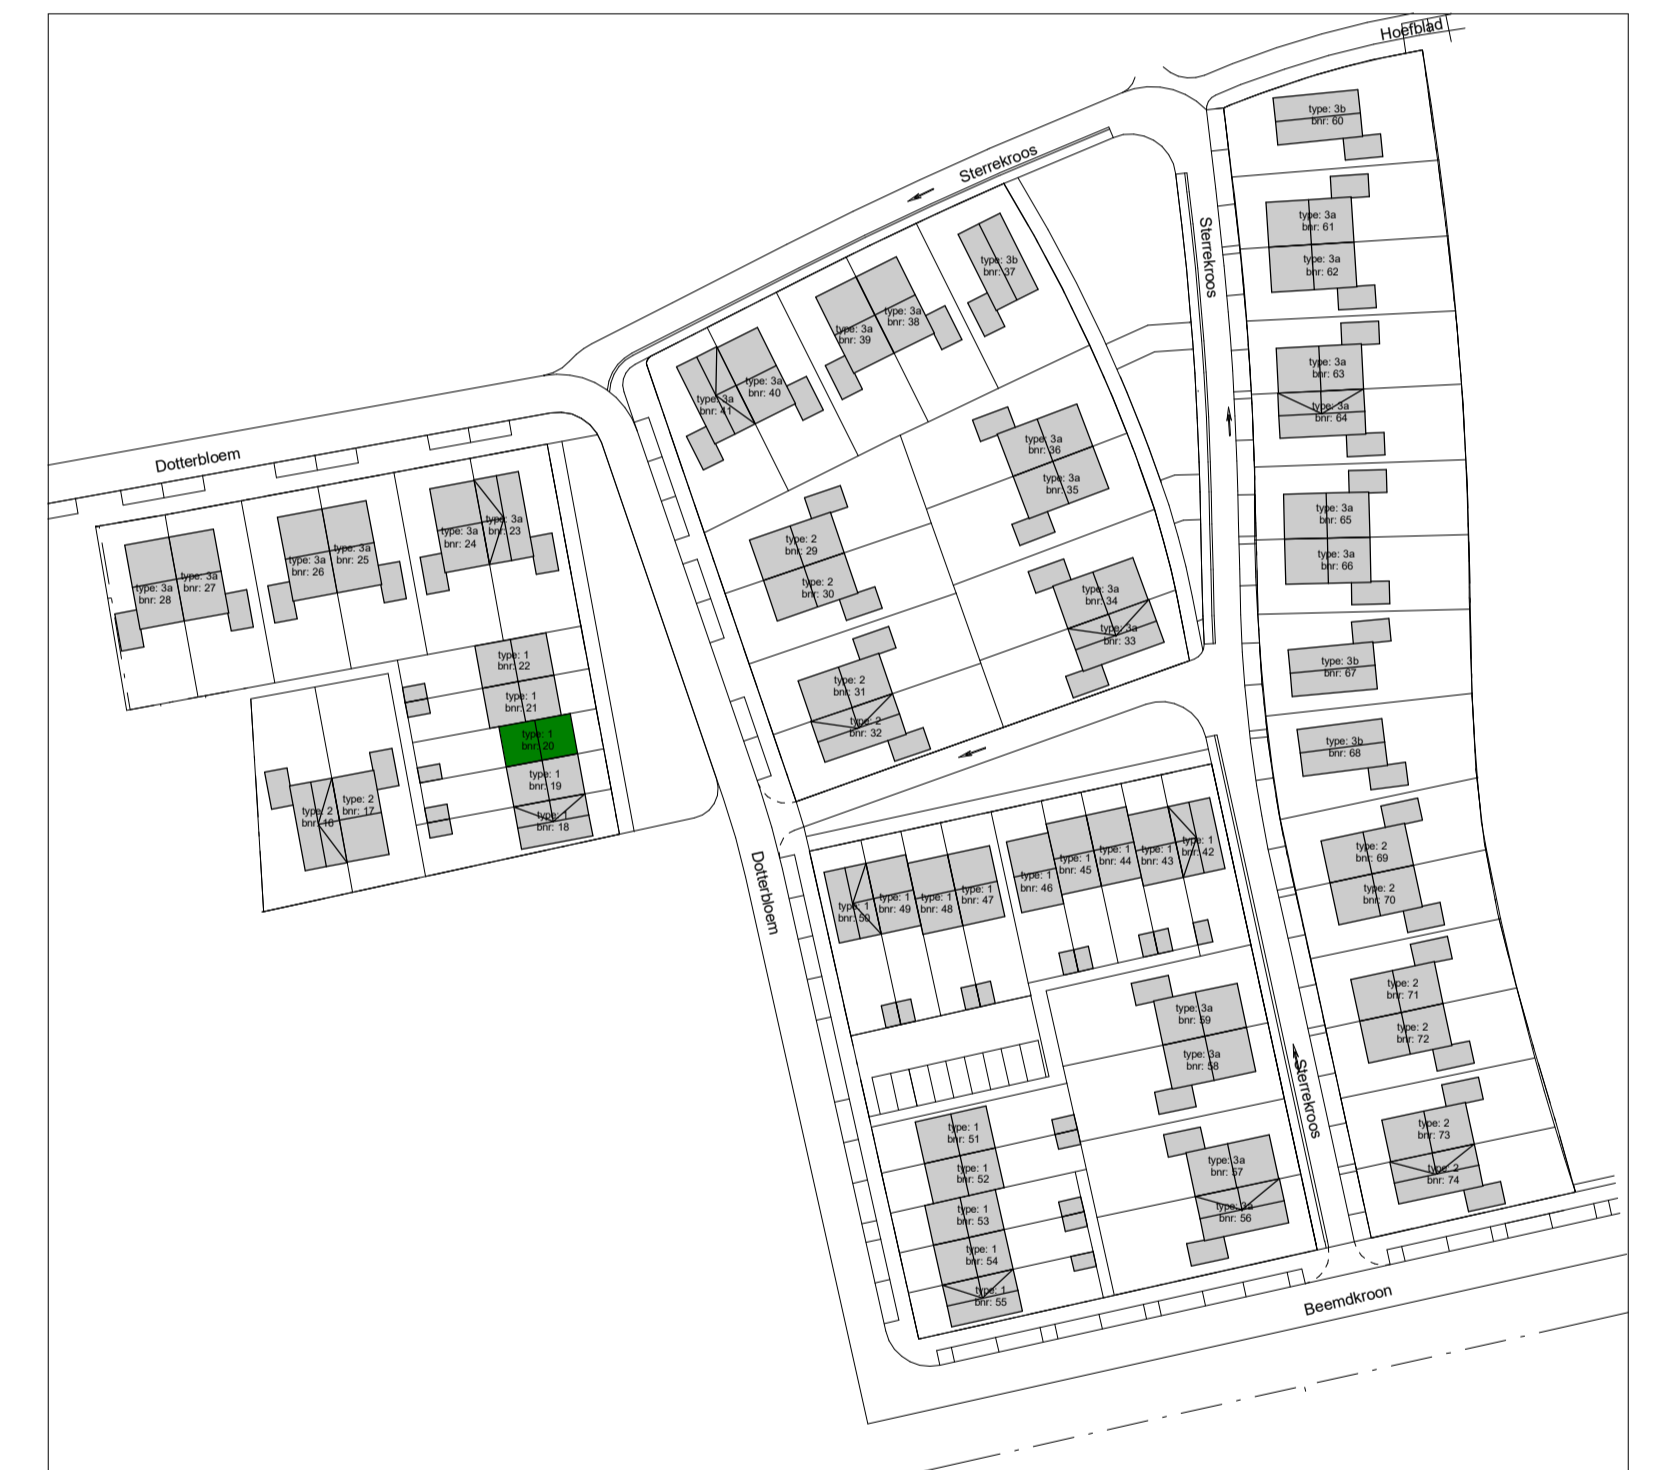 Hoefblad
type: 3b
bnr: 60
Sterrekroos
type: 3a
bnr: 61
type: 3a
bnr: 62
Sterrekroos
type: 3b
bnr: 37
type: 3a
bnr: 38
type: 3a
bnr: 39
type: 3a
bnr: 40
type: 3a
bnr: 41
type: 3a
bnr: 63
type: 3a
bnr: 64
Dotterbloem
type: 3a
bnr: 36
type: 3a
bnr: 35
type: 3a
bnr: 23
type: 3a
bnr: 24
type: 3a
bnr: 25
type: 3a
bnr: 26
type: 3a
bnr: 27
type: 3a
bnr: 28
type: 2
bnr: 29
type: 2
bnr: 30
type: 3a
bnr: 34
type: 3a
bnr: 33
type: 3a
bnr: 65
type: 3a
bnr: 66
type: 3b
bnr: 67
type: 1
bnr: 22
type: 1
bnr: 21
type: 1
bnr: 20
type: 1
bnr: 19
type: 1
bnr: 18
type: 2
bnr: 17
type: 2
bnr: 16
type: 2
bnr: 31
type: 2
bnr: 32
type: 3b
bnr: 68
type: 2
bnr: 69
type: 2
bnr: 70
Dotterbloem
type: 1
bnr: 50
type: 1
bnr: 49
type: 1
bnr: 48
type: 1
bnr: 47
type: 1
bnr: 46
type: 1
bnr: 45
type: 1
bnr: 44
type: 1
bnr: 43
type: 1
bnr: 42
type: 2
bnr: 71
type: 2
bnr: 72
type: 3a
bnr: 59
type: 3a
bnr: 58
Sterrekroos
type: 2
bnr: 73
type: 2
bnr: 74
type: 1
bnr: 51
type: 1
bnr: 52
type: 1
bnr: 53
type: 1
bnr: 54
type: 1
bnr: 55
type: 3a
bnr: 57
type: 3a
bnr: 56
Beemdkroon